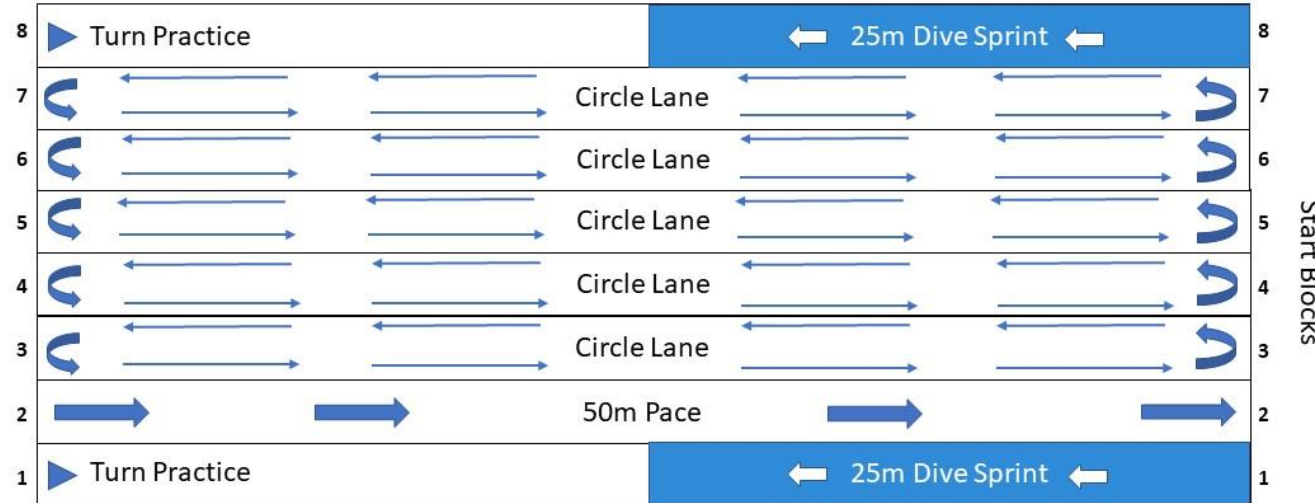 8 Turn Practice 25m Dive Sprint 8
7 Circle Lane 7
6 Circle Lane 6
5 Circle Lane 5
4 Circle Lane 4
3 Circle Lane 3
2 50m Pace 2
1 Turn Practice 25m Dive Sprint 1
Start Blocks